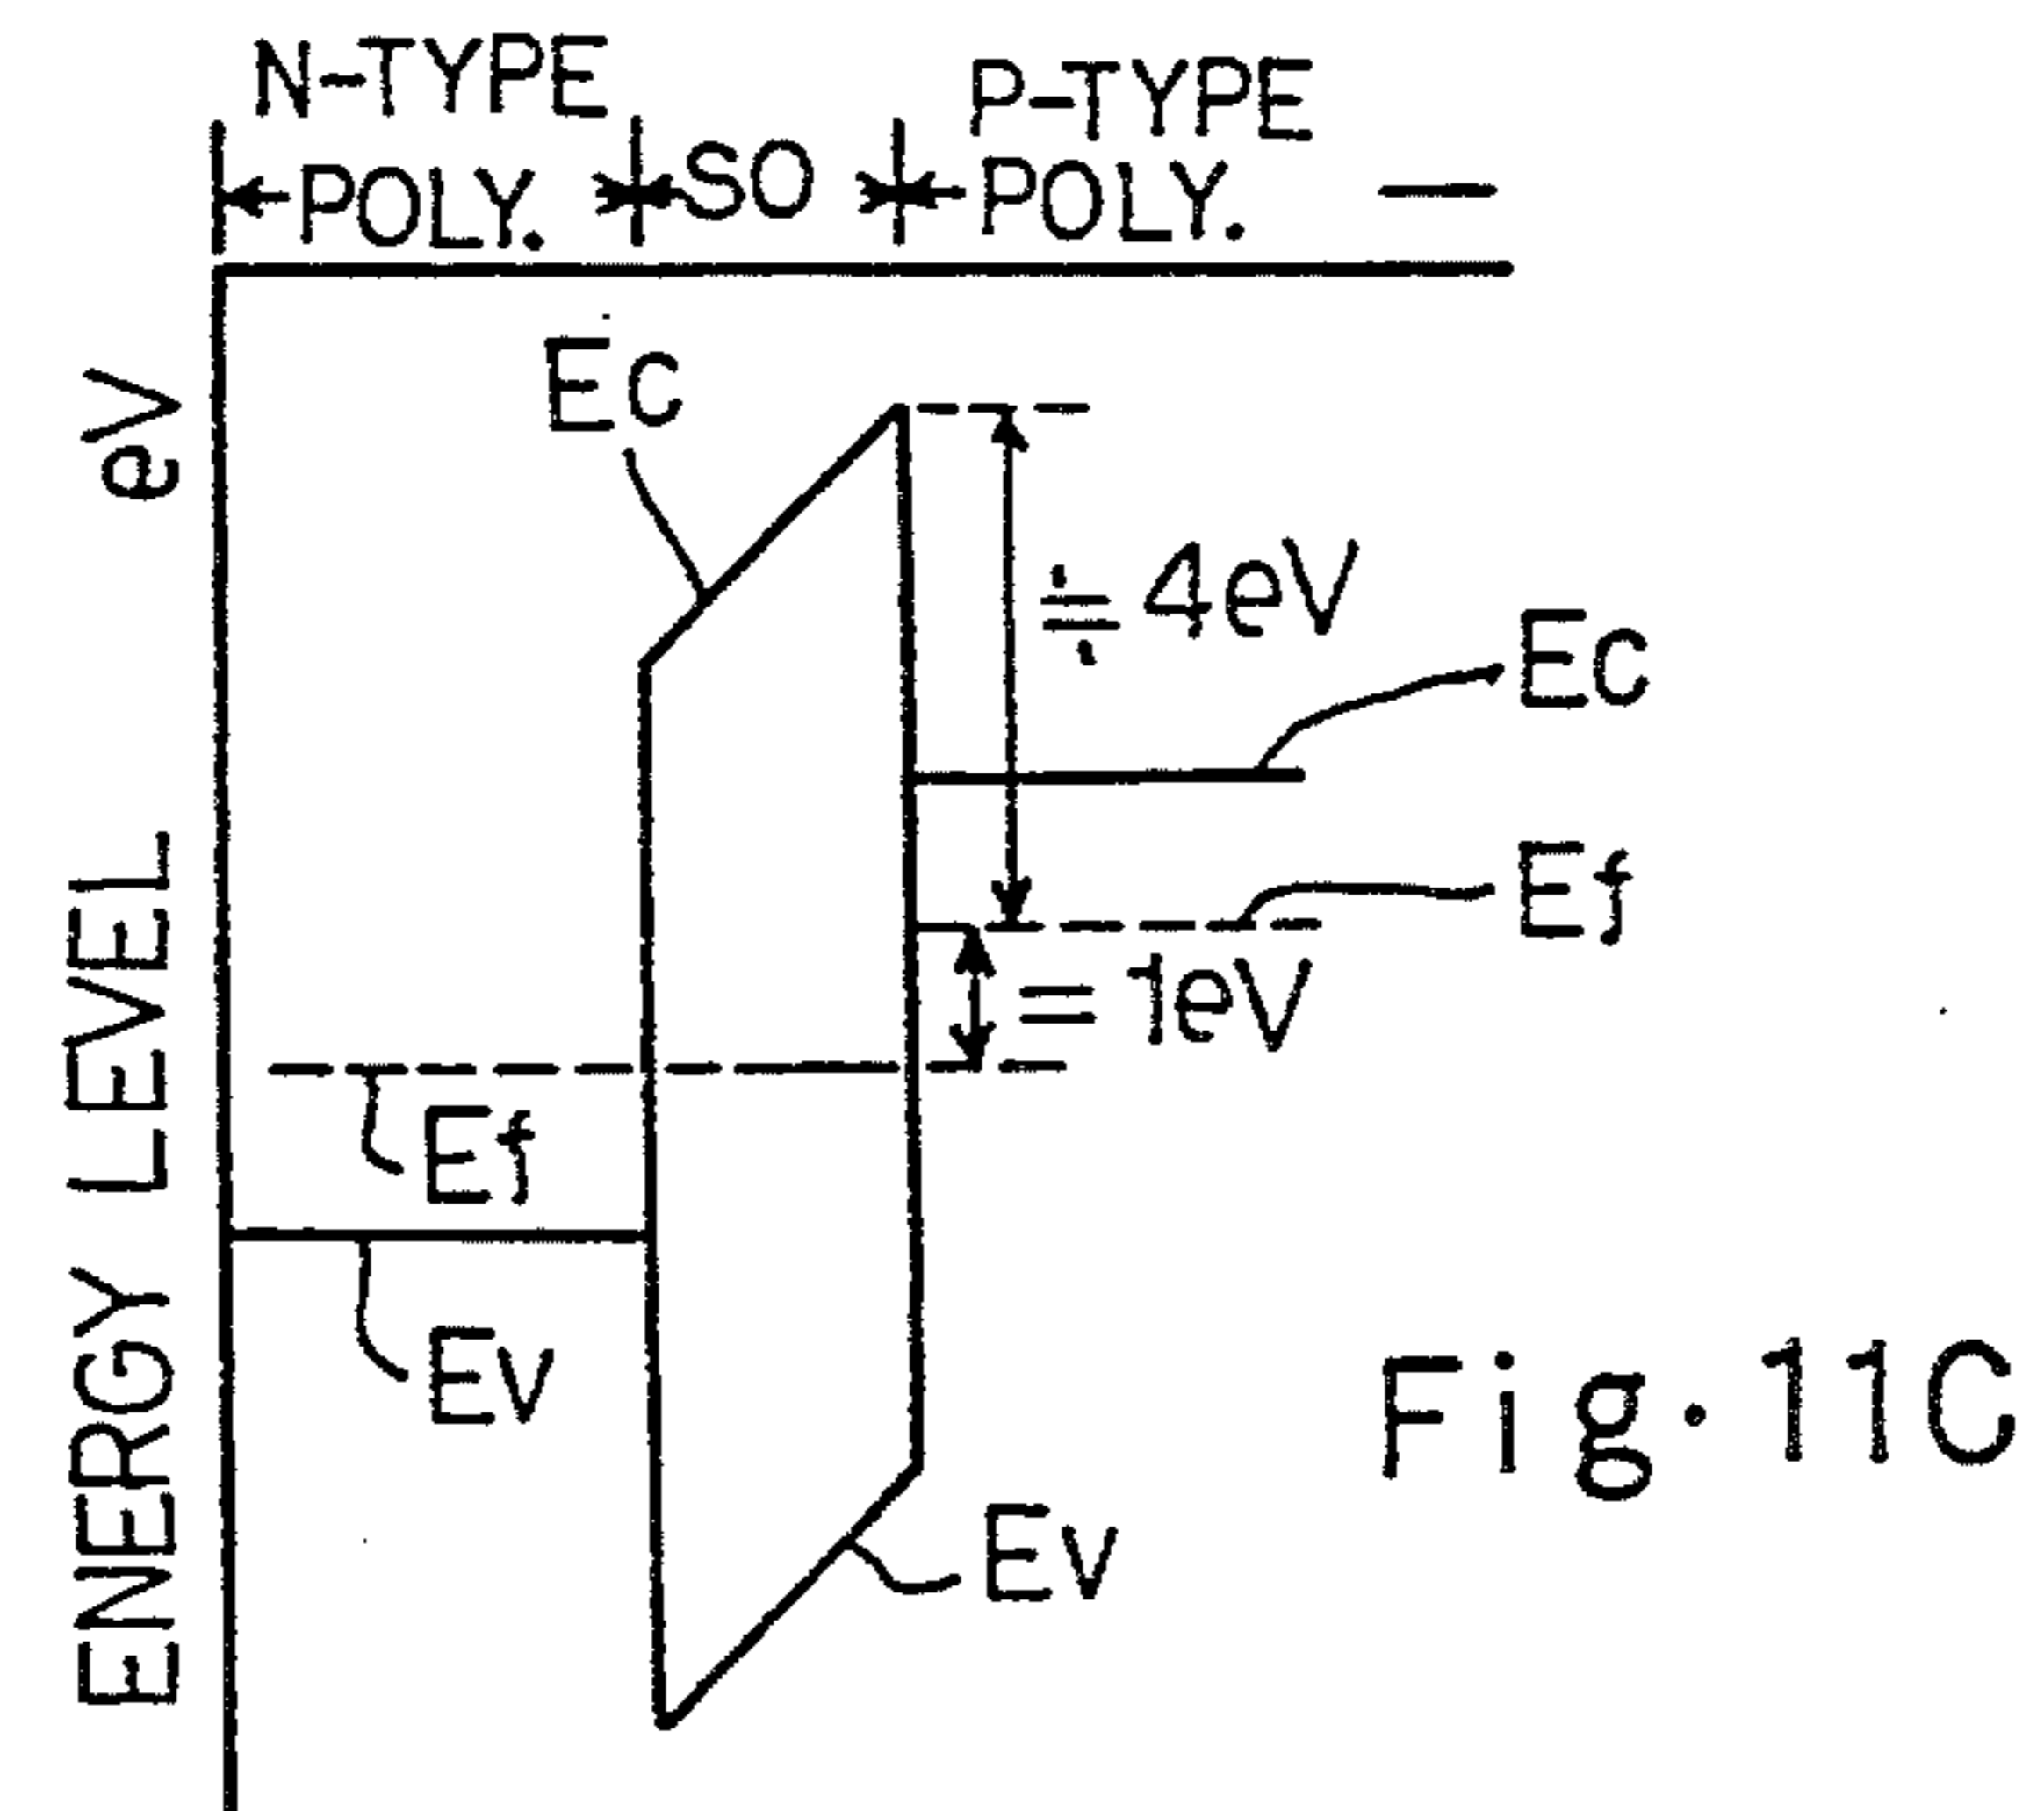 N-TYPE
POLY.
SO
P-TYPE
POLY.
Ec
≒ 4eV
Ec
Ef
= 1eV
Ef
Ev
Ev
ENERGY LEVEL eV
Fig. 11C